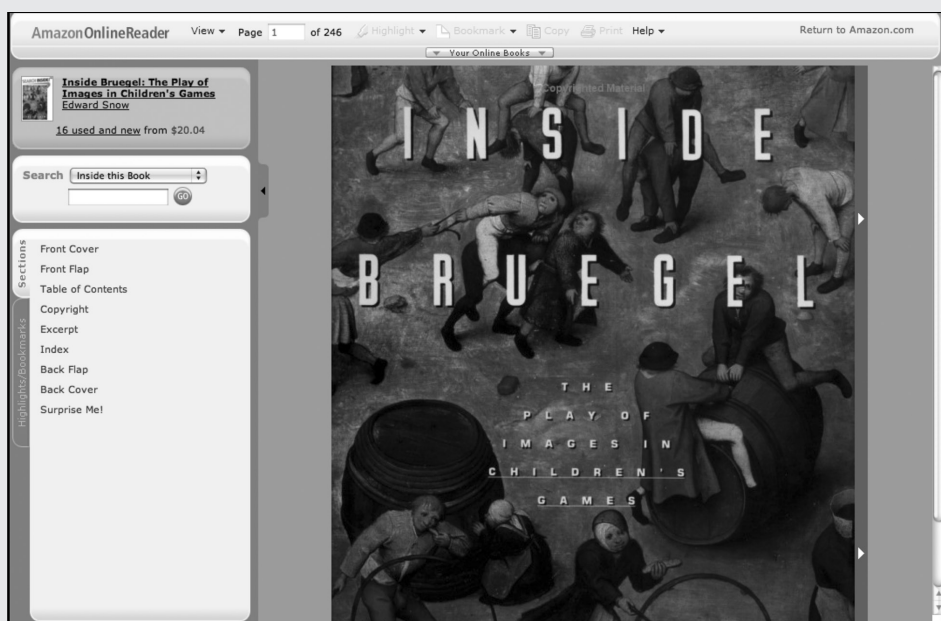 AmazonOnlineReader View Page 1 of 246 Highlight Bookmark Copy Print Help Return to Amazon.com
Your Online Books
Inside Bruegel: The Play of
Images in Children's Games
Edward Snow
16 used and new from $20.04
Search Inside this Book
GO
Sections
Highlights/Bookmarks
Front Cover
Front Flap
Table of Contents
Copyright
Excerpt
Index
Back Flap
Back Cover
Surprise Me!
Copyrighted Material
INSIDE
BRUEGEL
THE
PLAY OF
IMAGES IN
CHILDREN'S
GAMES